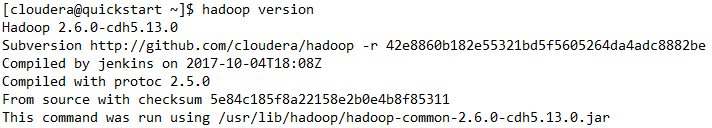 [cloudera@quickstart ~]$ hadoop version
Hadoop 2.6.0-cdh5.13.0
Subversion http://github.com/cloudera/hadoop -r 42e8860b182e55321bd5f5605264da4adc8882be
Compiled by jenkins on 2017-10-04T18:08Z
Compiled with protoc 2.5.0
From source with checksum 5e84c185f8a22158e2b0e4b8f85311
This command was run using /usr/lib/hadoop/hadoop-common-2.6.0-cdh5.13.0.jar